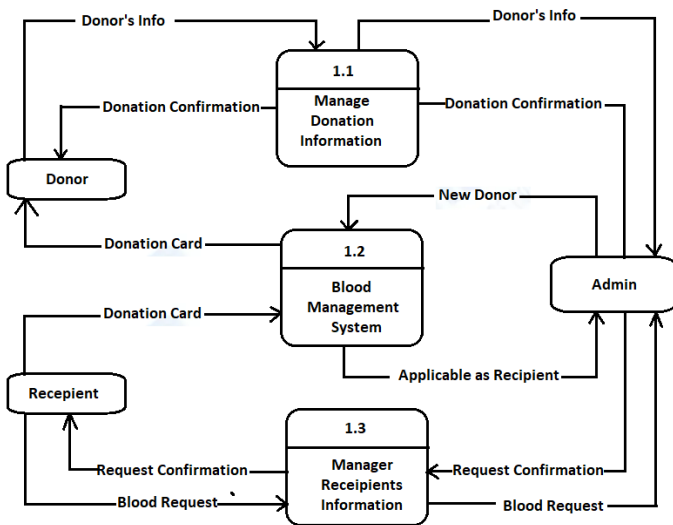 Donor's Info
Donor's Info
1.1
Manage
Donation
Information
Donation Confirmation
Donation Confirmation
Donor
New Donor
Donation Card
1.2
Blood
Management
System
Admin
Donation Card
Recepient
Applicable as Recipient
1.3
Manager
Receipients
Information
Request Confirmation
Request Confirmation
Blood Request
Blood Request